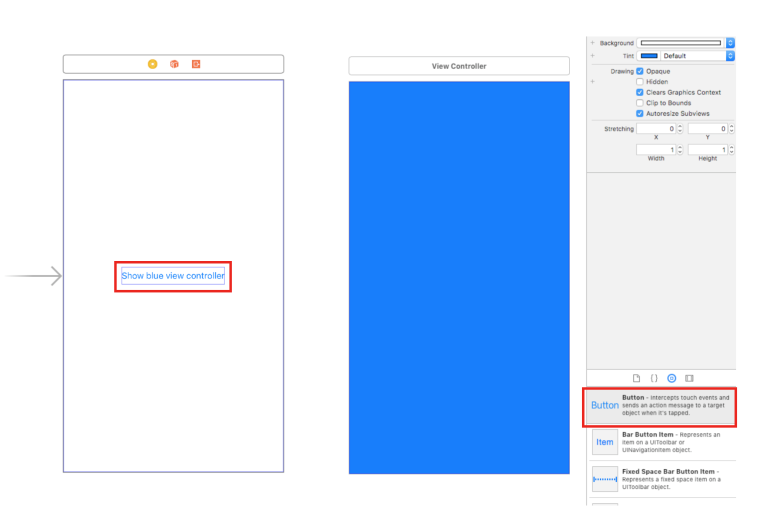 Background
Tint Default
View Controller
Drawing Opaque
Hidden
Clears Graphics Context
Clip to Bounds
Autoresize Subviews
Stretching 0 0
X Y
1 1
Width Height
Show blue view controller
{ }
Button
Button - Intercepts touch events and
sends an action message to a target
object when it's tapped.
Item
Bar Button Item - Represents an
item on a UIToolbar or
UINavigationItem object.
Fixed Space Bar Button Item -
Represents a fixed space item on a
UIToolbar object.